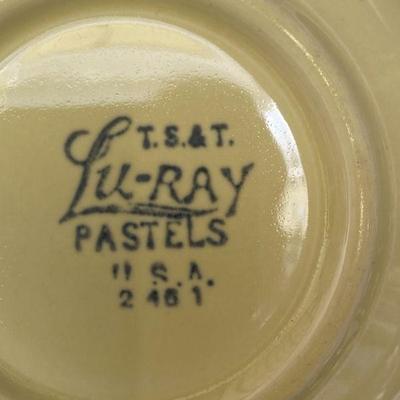 T.S.&T.
Lu-RAY
PASTELS
U.S.A.
2 46 1